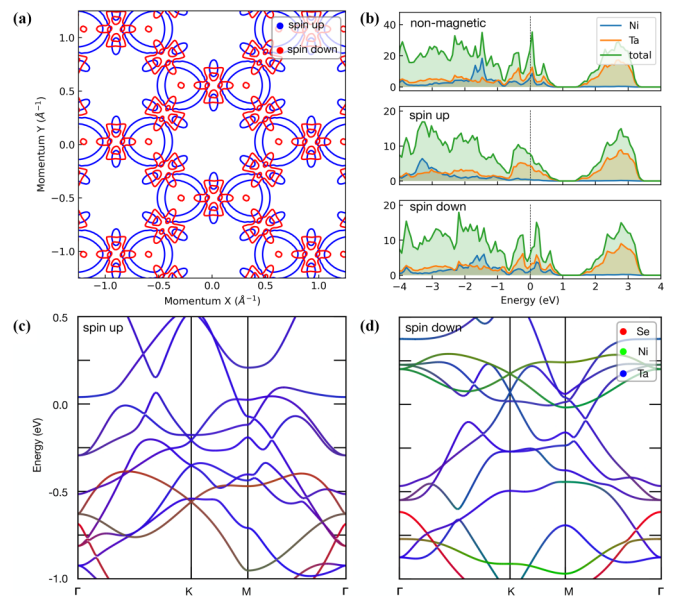 (a)
spin up
spin down
Momentum Y (Å⁻¹)
1.0
0.5
0.0
−0.5
−1.0
−1.0
−0.5
0.0
0.5
1.0
Momentum X (Å⁻¹)
(b)
non-magnetic
Ni
Ta
total
40
20
0
spin up
20
10
0
spin down
20
10
0
−4
−3
−2
−1
0
1
2
3
4
Energy (eV)
(c)
spin up
Energy (eV)
0.5
0.0
-0.5
-1.0
Γ
K
M
Γ
(d)
spin down
Se
Ni
Ta
Γ
K
M
Γ